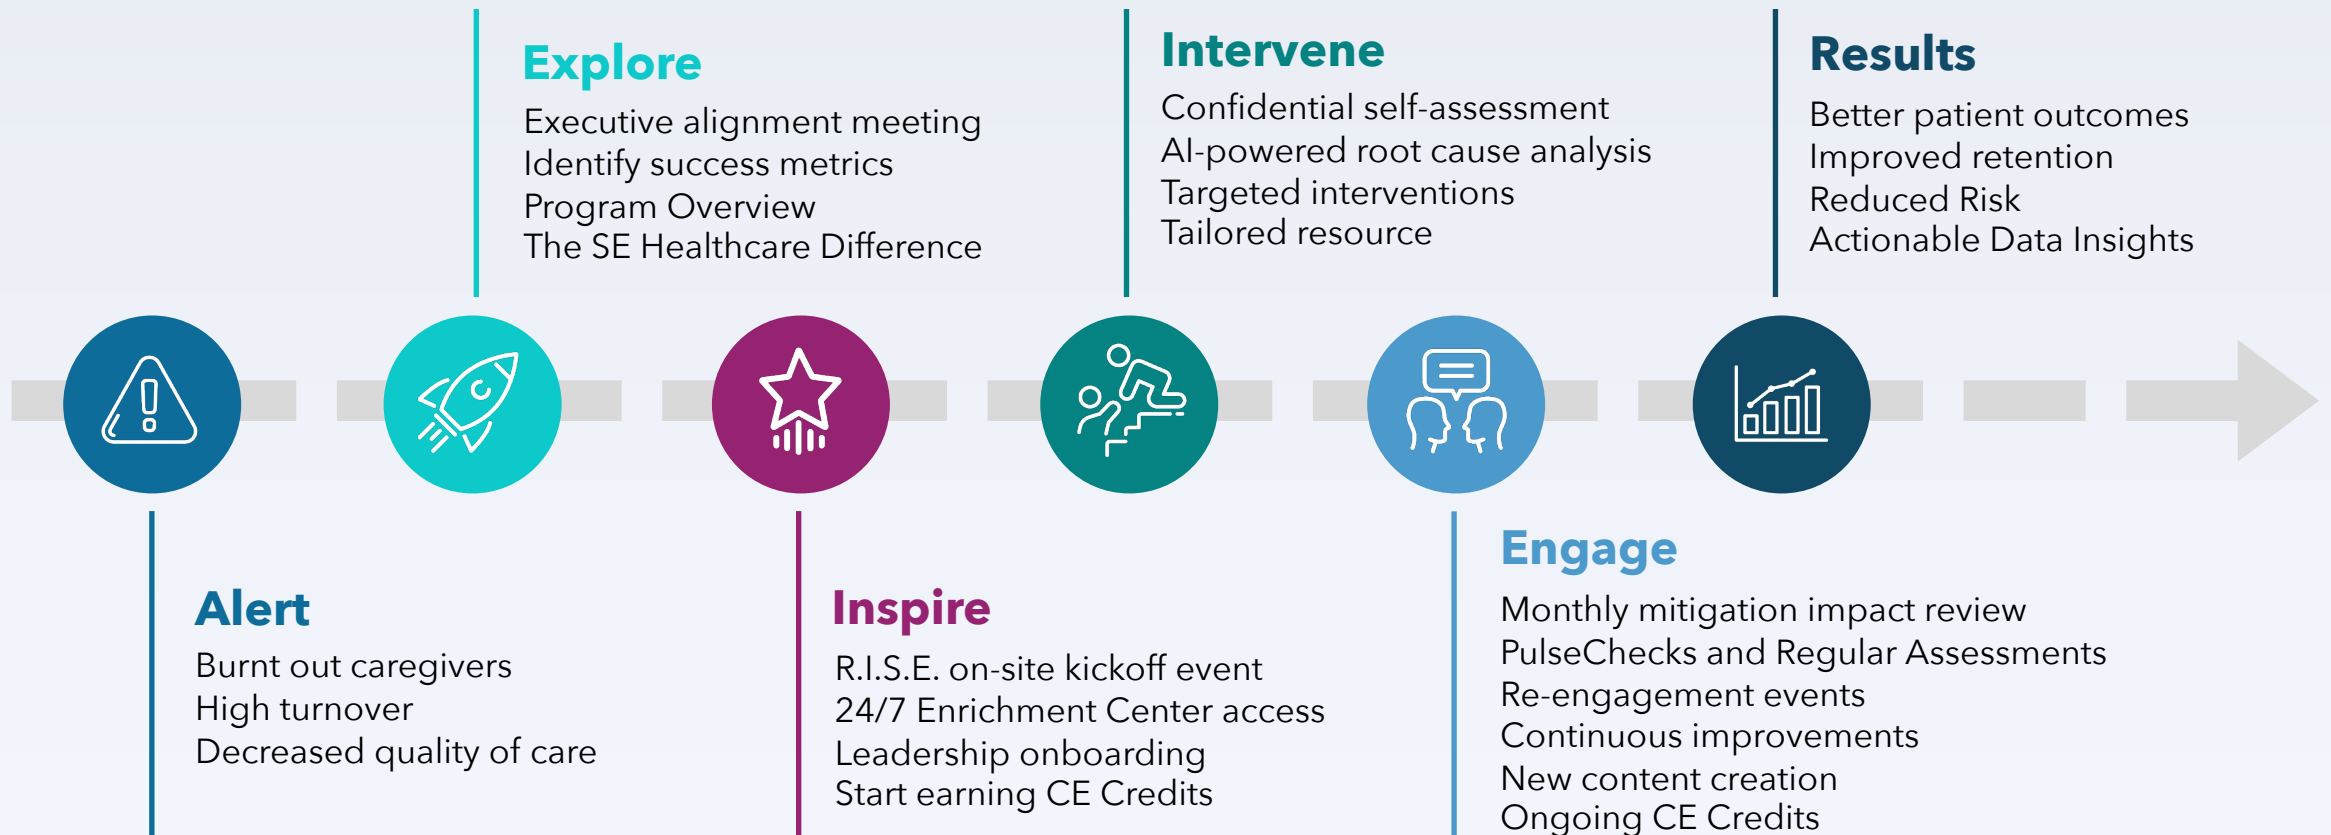 Explore
Executive alignment meeting
Identify success metrics
Program Overview
The SE Healthcare Difference
Intervene
Confidential self-assessment
AI-powered root cause analysis
Targeted interventions
Tailored resource
Results
Better patient outcomes
Improved retention
Reduced Risk
Actionable Data Insights
Alert
Burnt out caregivers
High turnover
Decreased quality of care
Inspire
R.I.S.E. on-site kickoff event
24/7 Enrichment Center access
Leadership onboarding
Start earning CE Credits
Engage
Monthly mitigation impact review
PulseChecks and Regular Assessments
Re-engagement events
Continuous improvements
New content creation
Ongoing CE Credits